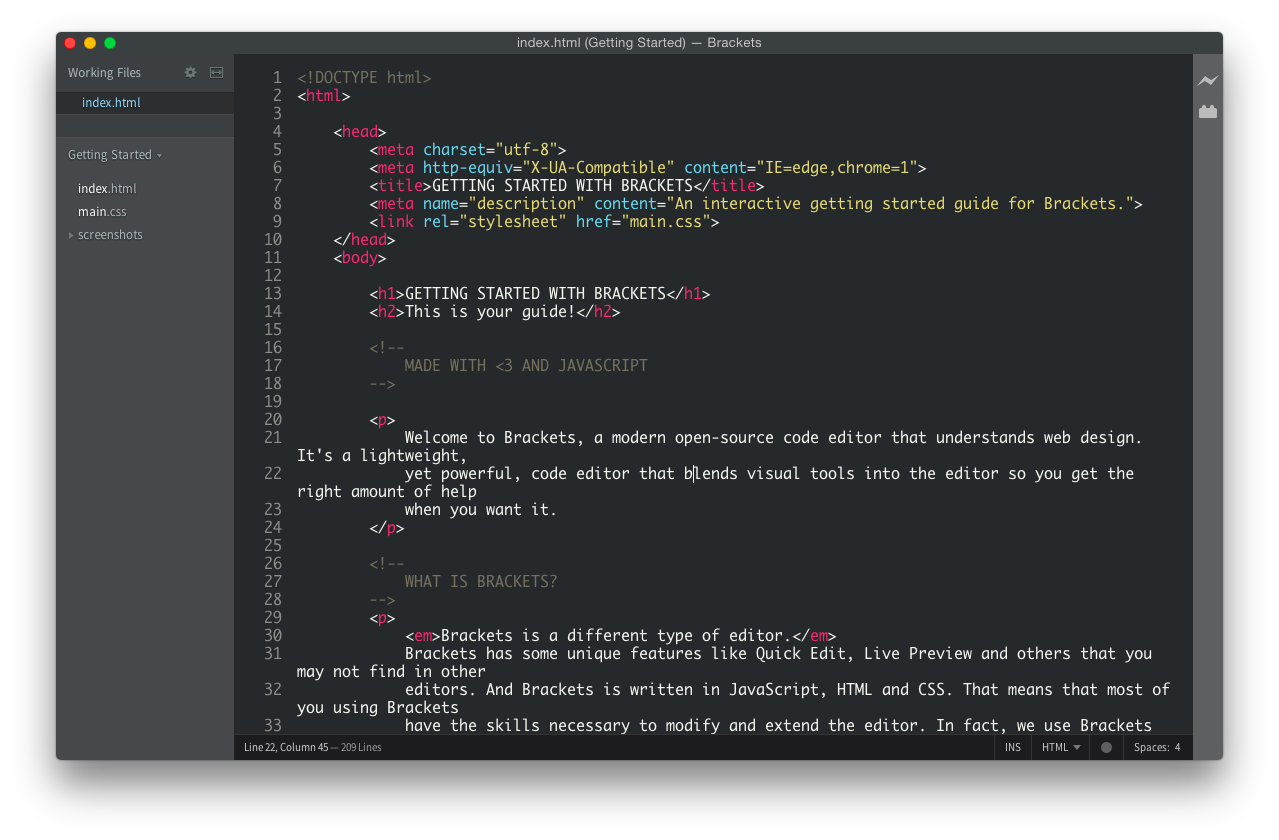 index.html (Getting Started) — Brackets
Working Files
index.html
Getting Started
index.html
main.css
screenshots
1 <!DOCTYPE html>
2 <html>
3
4     <head>
5         <meta charset="utf-8">
6         <meta http-equiv="X-UA-Compatible" content="IE=edge,chrome=1">
7         <title>GETTING STARTED WITH BRACKETS</title>
8         <meta name="description" content="An interactive getting started guide for Brackets.">
9         <link rel="stylesheet" href="main.css">
10     </head>
11     <body>
12
13         <h1>GETTING STARTED WITH BRACKETS</h1>
14         <h2>This is your guide!</h2>
15
16         <!--
17             MADE WITH <3 AND JAVASCRIPT
18         -->
19
20         <p>
21             Welcome to Brackets, a modern open-source code editor that understands web design.
It's a lightweight,
22             yet powerful, code editor that blends visual tools into the editor so you get the
right amount of help
23             when you want it.
24         </p>
25
26         <!--
27             WHAT IS BRACKETS?
28         -->
29         <p>
30             <em>Brackets is a different type of editor.</em>
31             Brackets has some unique features like Quick Edit, Live Preview and others that you
may not find in other
32             editors. And Brackets is written in JavaScript, HTML and CSS. That means that most of
you using Brackets
33             have the skills necessary to modify and extend the editor. In fact, we use Brackets
Line 22, Column 45 — 209 Lines
INS
HTML
Spaces: 4